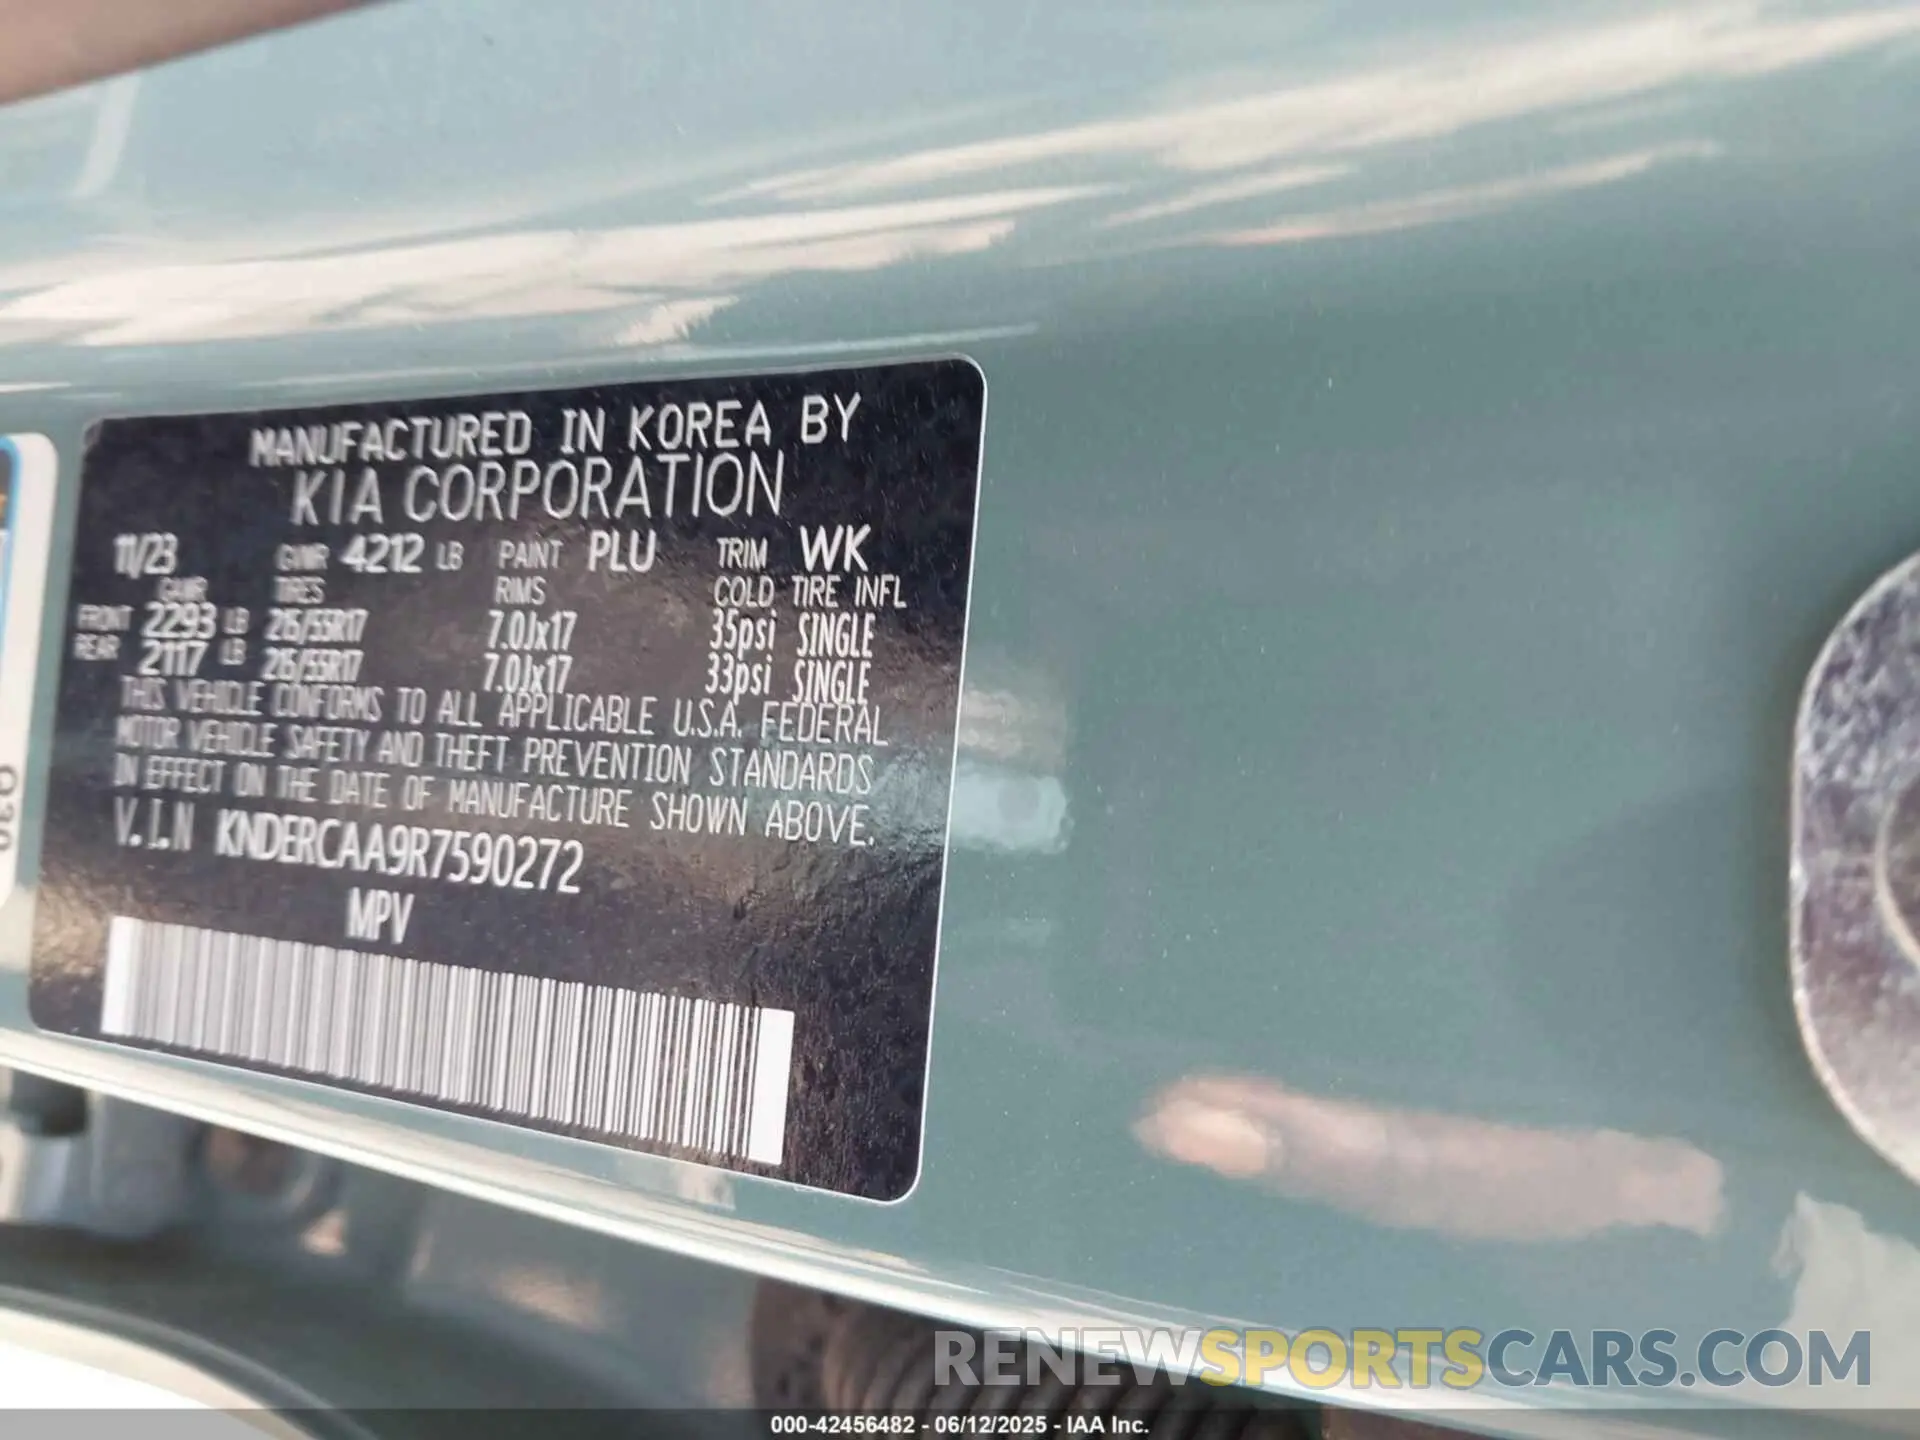 MANUFACTURED IN KOREA BY
KIA CORPORATION
11/23 GVWR 4212 LB PAINT PLU TRIM WK
GAWR TIRES RIMS COLD TIRE INFL
FRONT 2293 LB 215/55R17 7.0Jx17 35psi SINGLE
REAR 2117 LB 215/55R17 7.0Jx17 33psi SINGLE
THIS VEHICLE CONFORMS TO ALL APPLICABLE U.S.A. FEDERAL
MOTOR VEHICLE SAFETY AND THEFT PREVENTION STANDARDS
IN EFFECT ON THE DATE OF MANUFACTURE SHOWN ABOVE.
V.I.N KNDERCAA9R7590272
MPV
RENEWSPORTSCARS.COM
000-42456482 - 06/12/2025 - IAA Inc.